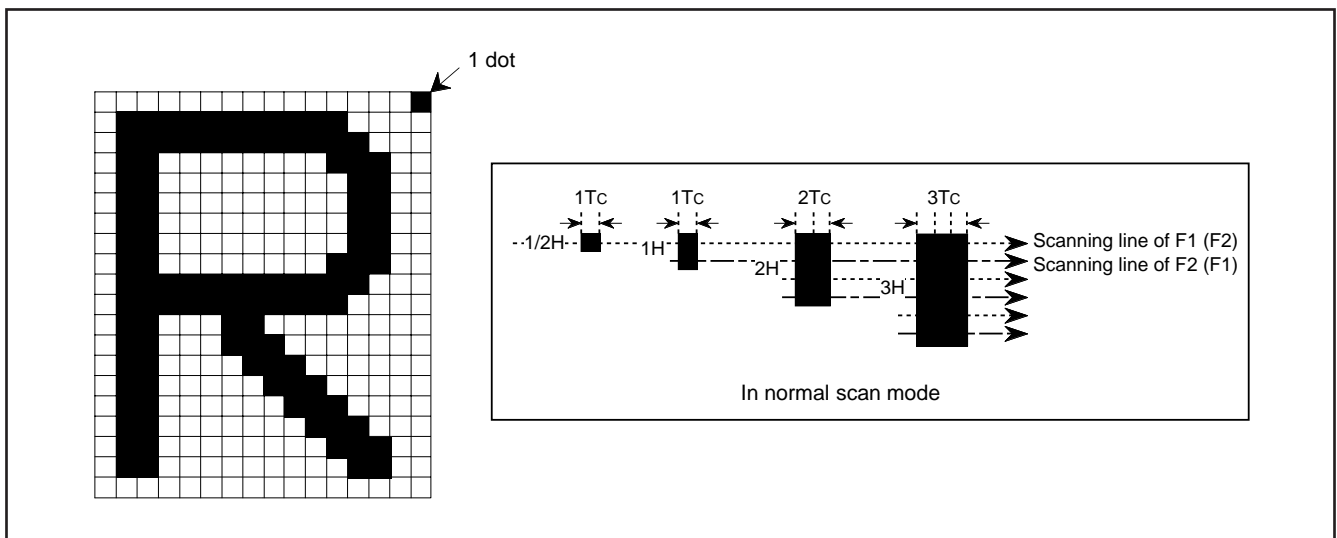 1 dot
R
1TC 1TC 2TC 3TC
1/2H 1H 2H 3H
Scanning line of F1 (F2)
Scanning line of F2 (F1)
In normal scan mode